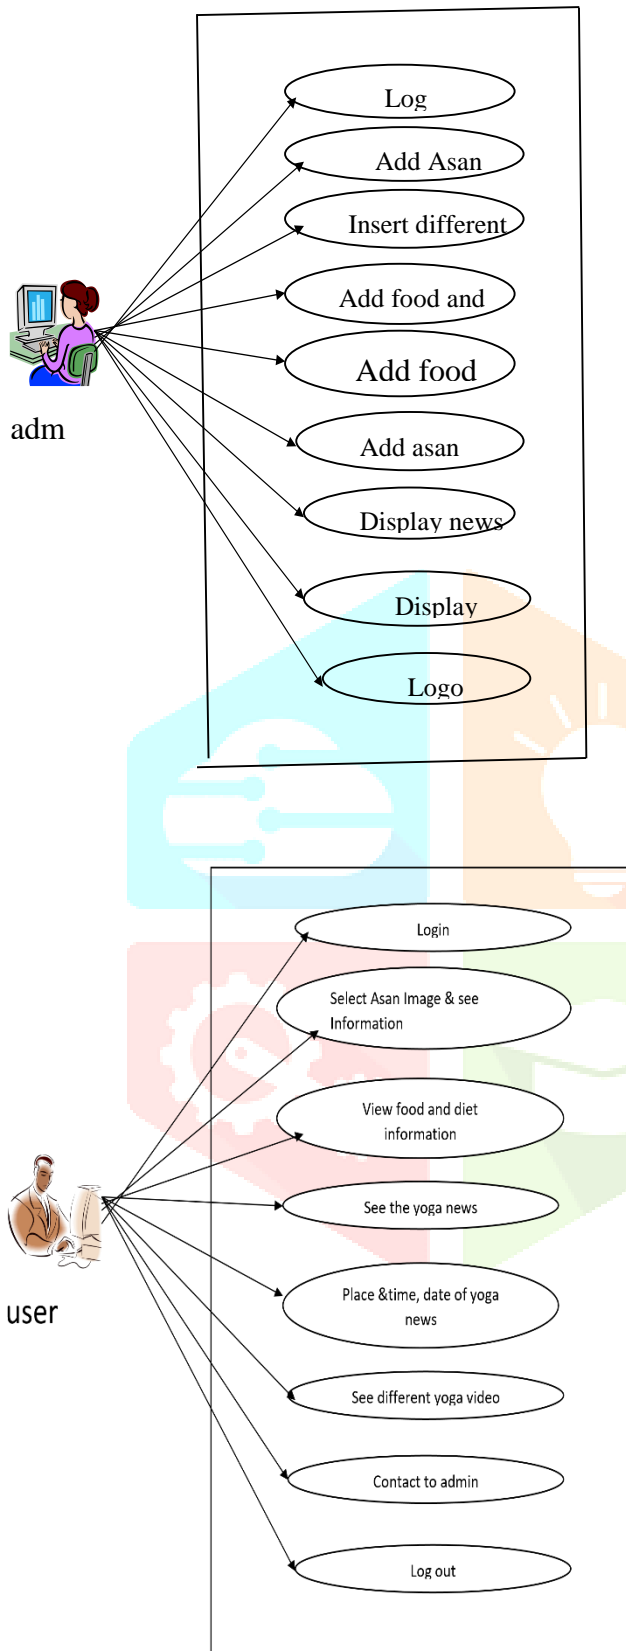 Log
Add Asan
Insert different
Add food and
Add food
adm
Add asan
Display news
Display
Logo
Login
Select Asan Image & see
Information
View food and diet
information
See the yoga news
user
Place &time, date of yoga
news
See different yoga video
Contact to admin
Log out